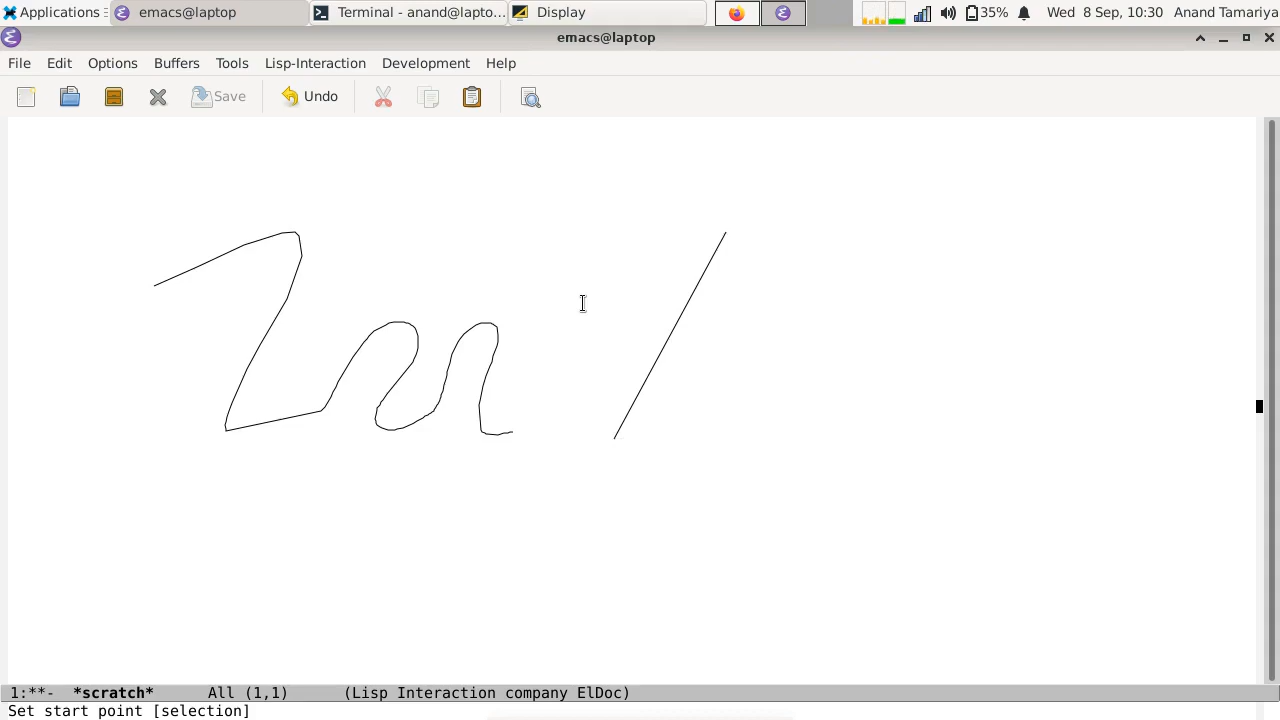 Applications emacs@laptop Terminal - anand@lapto... Display 35% Wed 8 Sep, 10:30 Anand Tamariya
emacs@laptop
File Edit Options Buffers Tools Lisp-Interaction Development Help
Save Undo
1:**- *scratch* All (1,1) (Lisp Interaction company ElDoc)
Set start point [selection]